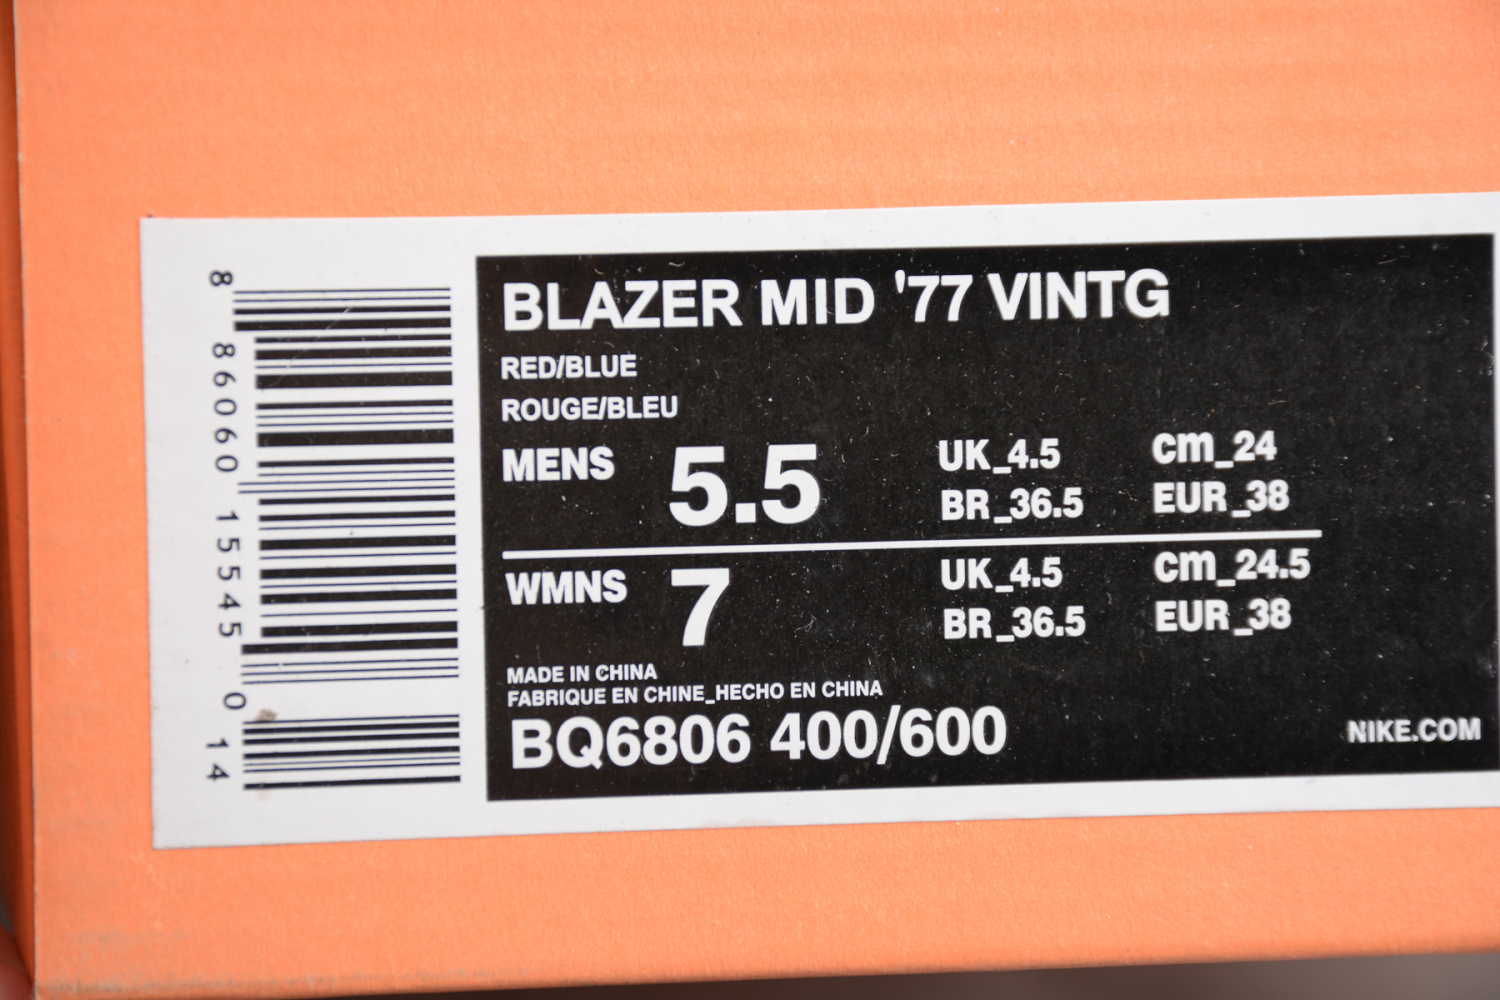 8 86060 15545 0 14
BLAZER MID '77 VINTG
RED/BLUE
ROUGE/BLEU
MENS 5.5 UK_4.5 cm_24
BR_36.5 EUR_38
WMNS 7 UK_4.5 cm_24.5
BR_36.5 EUR_38
MADE IN CHINA
FABRIQUE EN CHINE_HECHO EN CHINA
BQ6806 400/600
NIKE.COM